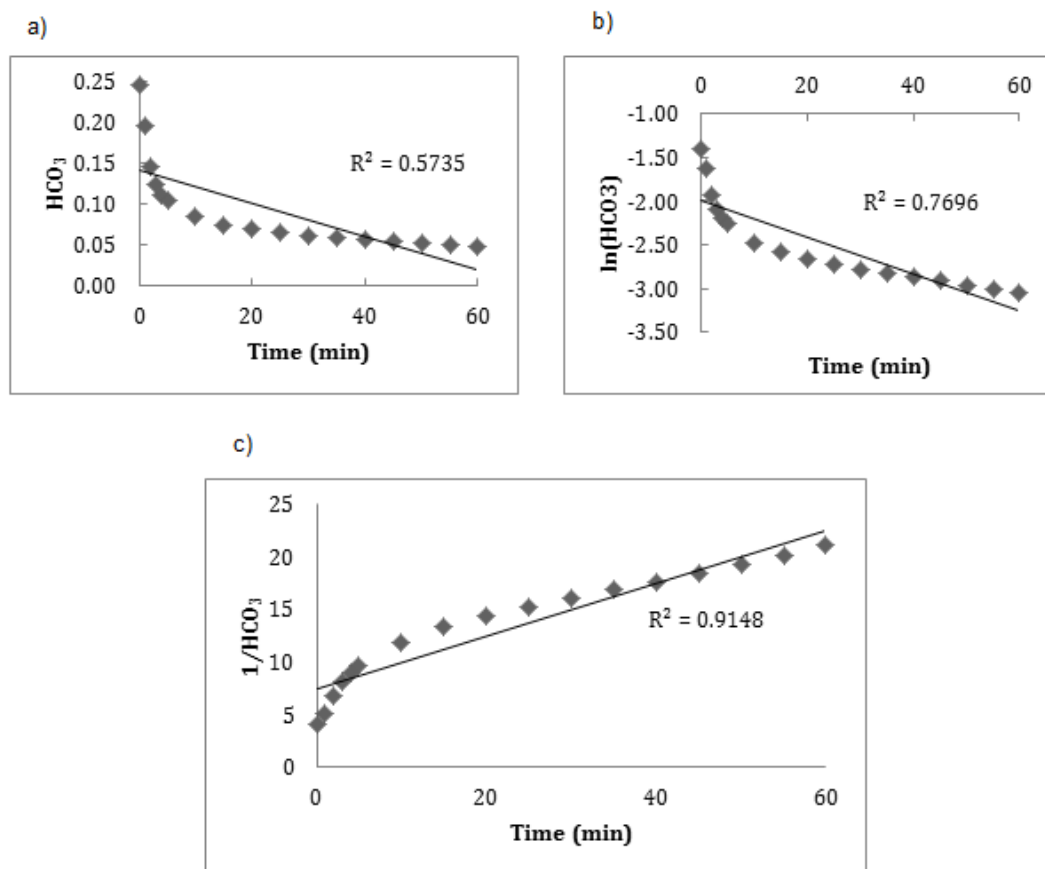 a)
0.25
0.20
0.15
0.10
0.05
0.00
HCO₃
R² = 0.5735
0 20 40 60
Time (min)
b)
0 20 40 60
-1.00
-1.50
-2.00
-2.50
-3.00
-3.50
ln(HCO3)
R² = 0.7696
Time (min)
c)
25
20
15
10
5
0
1/HCO₃
R² = 0.9148
0 20 40 60
Time (min)